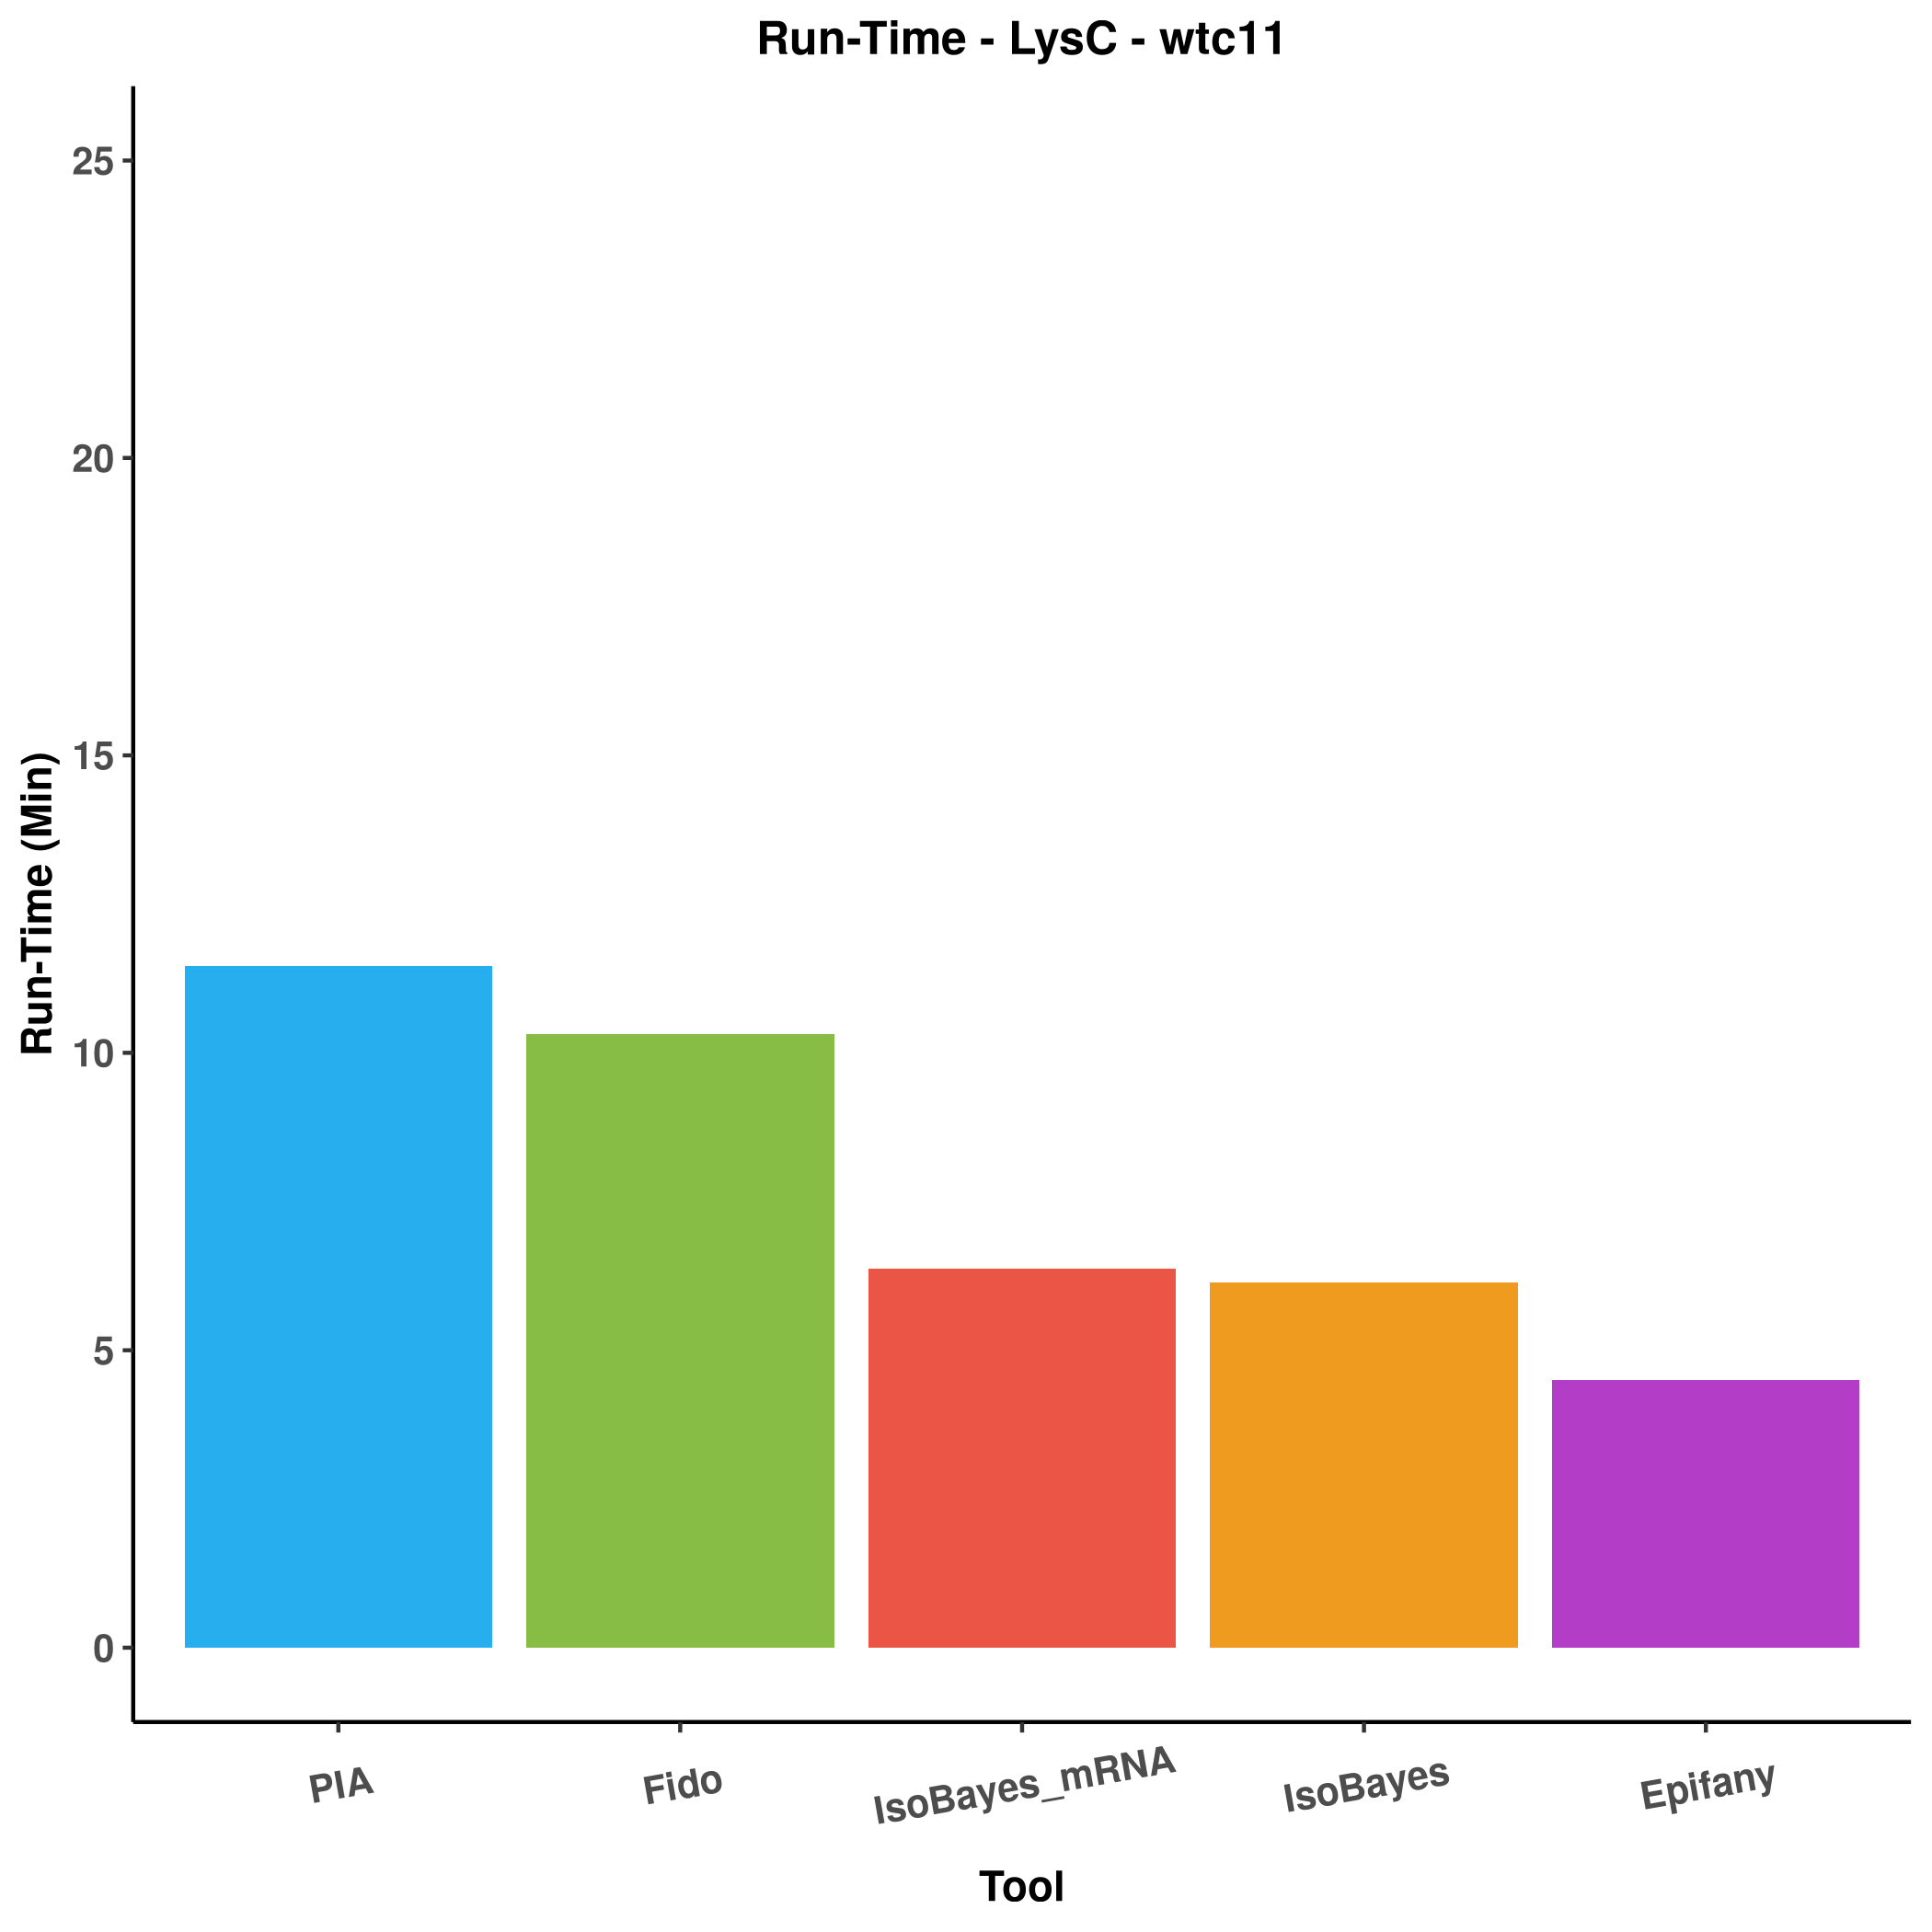 Run-Time - LysC - wtc11
Run-Time (Min)
25
20
15
10
5
0
PIA
Fido
IsoBayes_mRNA
IsoBayes
Epifany
Tool